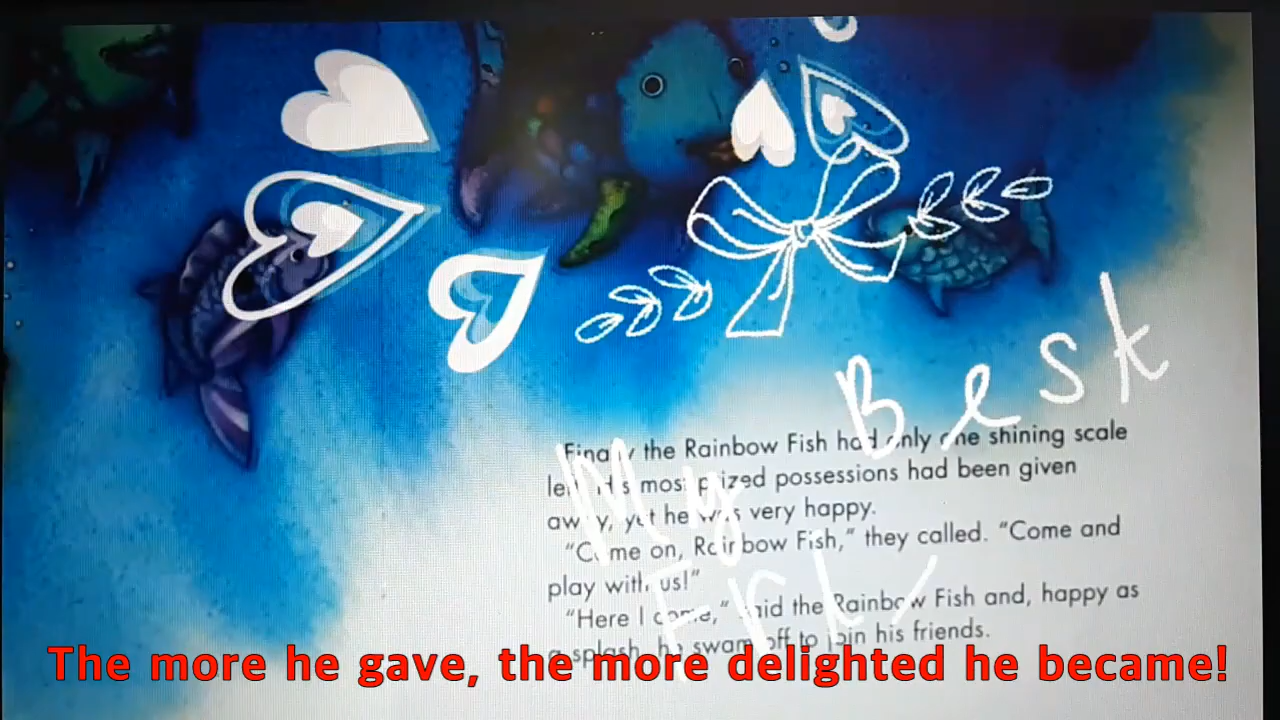 My Best
Fri
Finally the Rainbow Fish had only one shining scale
left. His most prized possessions had been given
away, yet he was very happy.
“Come on, Rainbow Fish,” they called. “Come and
play with us!”
“Here I come,” said the Rainbow Fish and, happy as
a splash, he swam off to join his friends.
The more he gave, the more delighted he became!